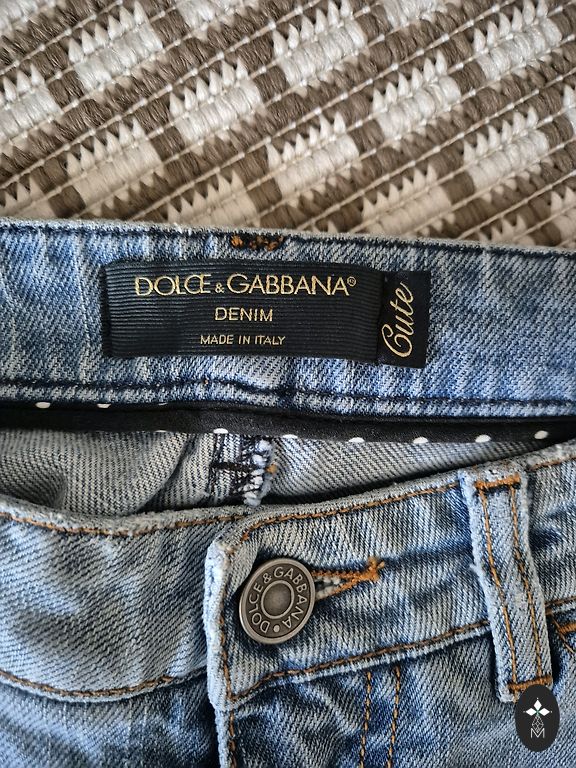 DOLCE & GABBANA®
DENIM
MADE IN ITALY
Cute
DOLCE & GABBANA
M